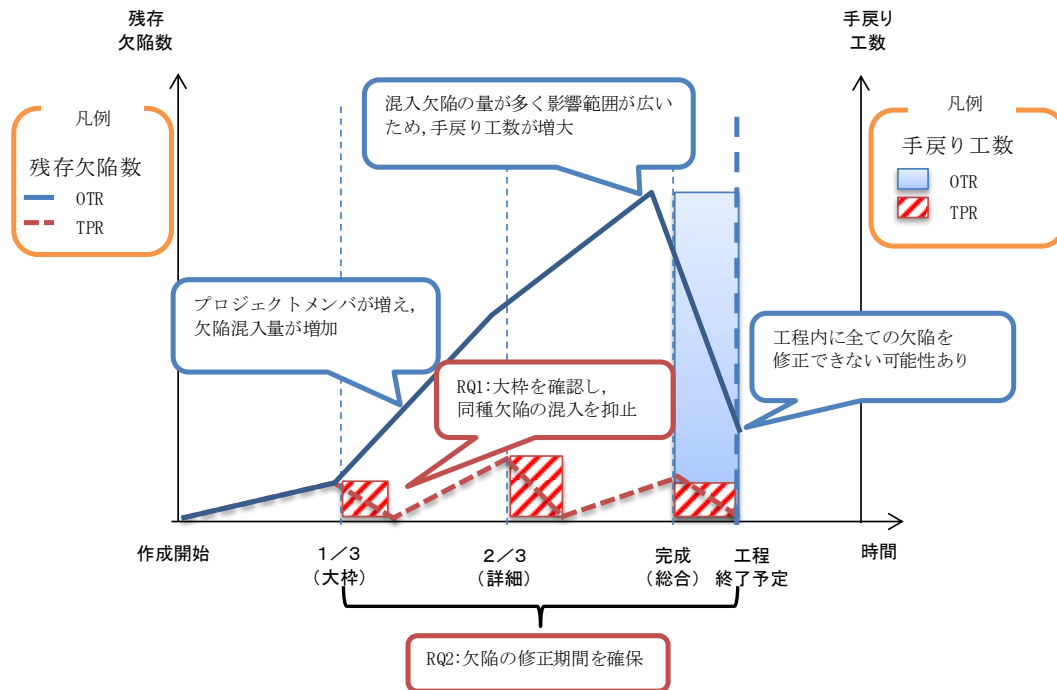 残存
欠陥数
手戻り
工数
凡例
残存欠陥数
OTR
TPR
混入欠陥の量が多く影響範囲が広い
ため,手戻り工数が増大
凡例
手戻り工数
OTR
TPR
プロジェクトメンバが増え,
欠陥混入量が増加
RQ1:大枠を確認し,
同種欠陥の混入を抑止
工程内に全ての欠陥を
修正できない可能性あり
作成開始
1/3
(大枠)
2/3
(詳細)
完成
(総合)
工程
終了予定
時間
RQ2:欠陥の修正期間を確保